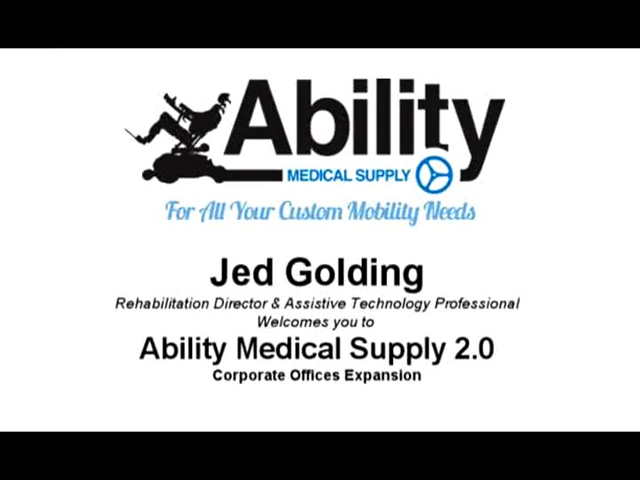 Ability
MEDICAL SUPPLY
For All Your Custom Mobility Needs
Jed Golding
Rehabilitation Director & Assistive Technology Professional
Welcomes you to
Ability Medical Supply 2.0
Corporate Offices Expansion